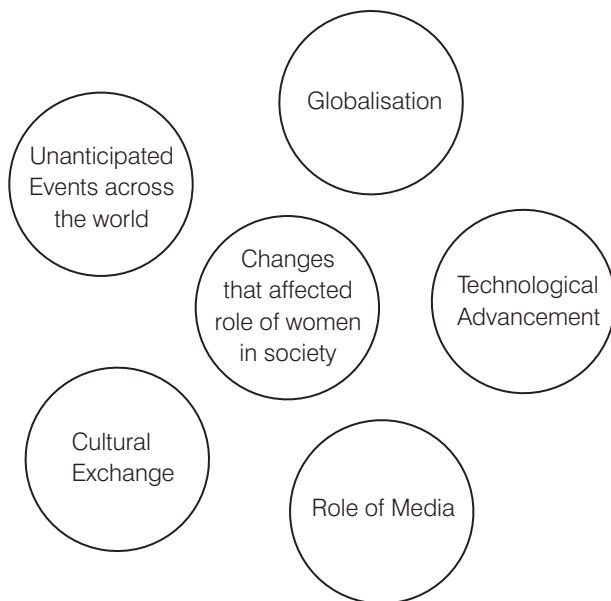 Globalisation
Unanticipated
Events across
the world
Changes
that affected
role of women
in society
Technological
Advancement
Cultural
Exchange
Role of Media